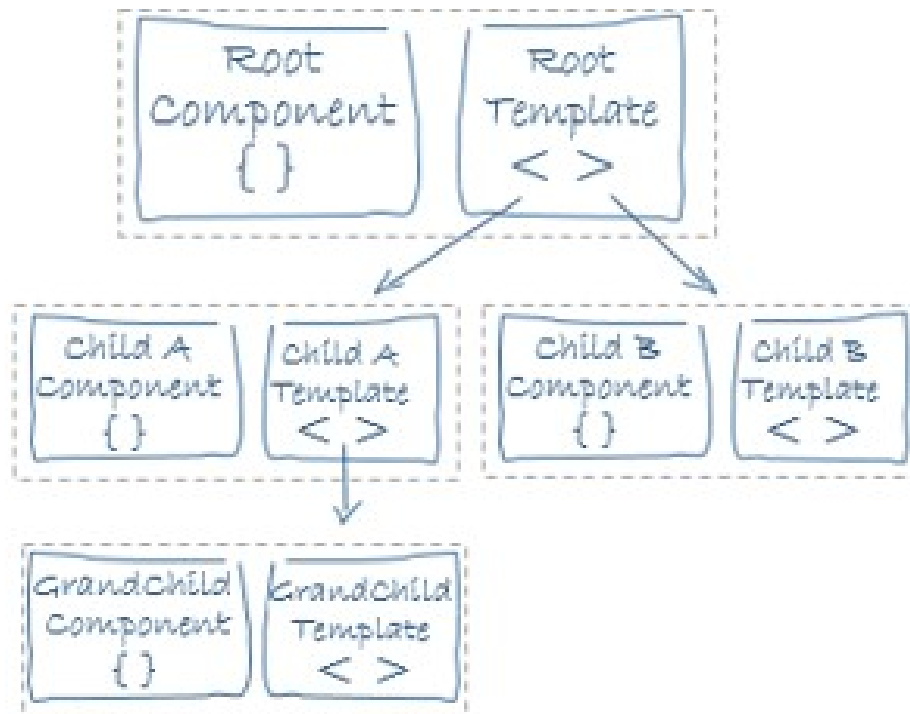 Root
Component
{ }
Root
Template
< >
Child A
Component
{ }
Child A
Template
< >
Child B
Component
{ }
Child B
Template
< >
GrandChild
Component
{ }
GrandChild
Template
< >